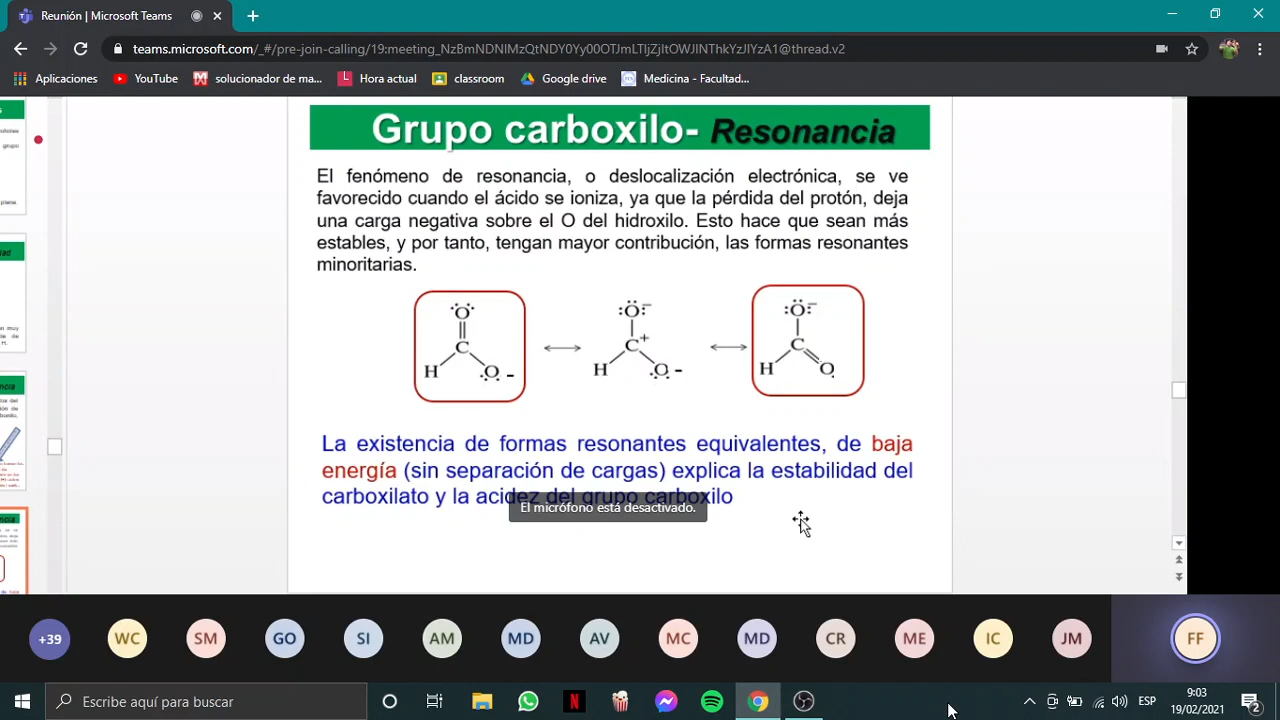 Reunión | Microsoft Teams
teams.microsoft.com/_#/pre-join-calling/19:meeting_NzBmNDNlMzQtNDY0Yy00OTJmLTljZjltOWJlNThkYzJlYzA1@thread.v2
Aplicaciones YouTube solucionador de ma... Hora actual classroom Google drive Medicina - Facultad...
Grupo carboxilo- Resonancia
El fenómeno de resonancia, o deslocalización electrónica, se ve
favorecido cuando el ácido se ioniza, ya que la pérdida del protón, deja
una carga negativa sobre el O del hidroxilo. Esto hace que sean más
estables, y por tanto, tengan mayor contribución, las formas resonantes
minoritarias.
O O− O−
C C+ C
H O - H O - H O
La existencia de formas resonantes equivalentes, de baja
energía (sin separación de cargas) explica la estabilidad del
carboxilato y la acidez del grupo carboxilo
El micrófono está desactivado.
+39 WC SM GO SI AM MD AV MC MD CR ME IC JM FF
Escribe aquí para buscar
ESP
9:03
19/02/2021
2